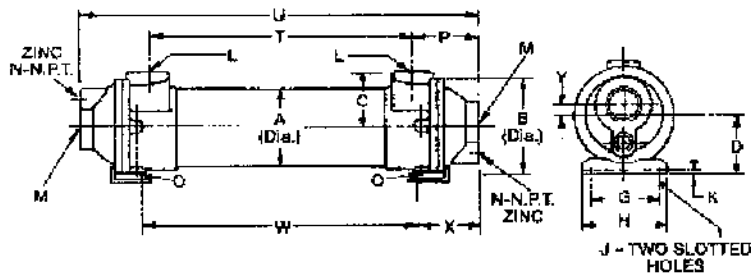 U
T
P
L
L
M
ZINC
N-N.P.T.
C
A
(Dia.)
B
(Dia.)
Y
D
O
O
M
N-N.P.T.
ZINC
W
X
G
K
H
J - TWO SLOTTED
HOLES